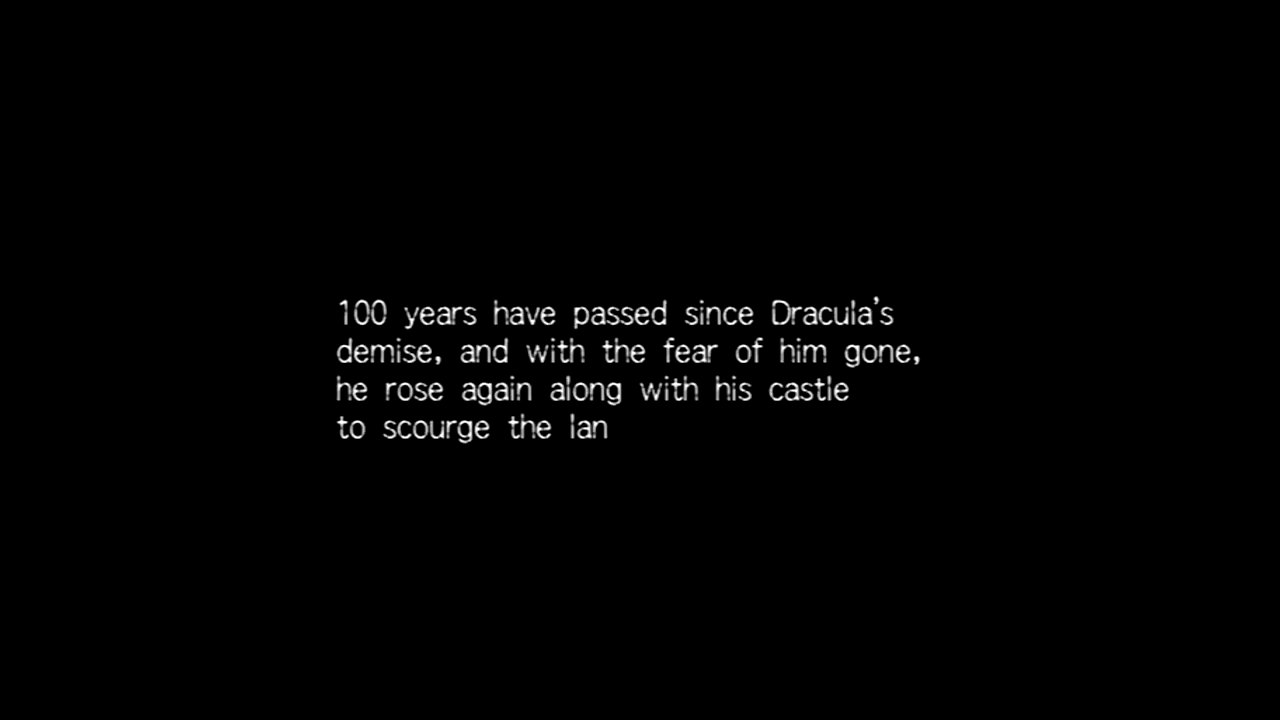 100 years have passed since Dracula's
demise, and with the fear of him gone,
he rose again along with his castle
to scourge the lan